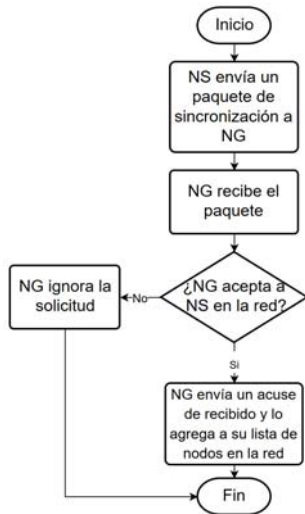 Inicio
NS envía un
paquete de
sincronización a
NG
NG recibe el
paquete
¿NG acepta a
NS en la red?
No
NG ignora la
solicitud
Si
NG envía un acuse
de recibido y lo
agrega a su lista de
nodos en la red
Fin